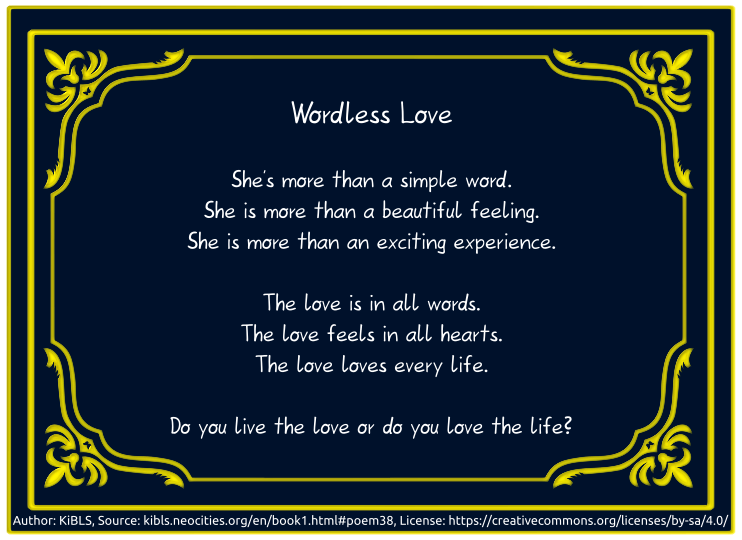 Wordless Love
She's more than a simple word.
She is more than a beautiful feeling.
She is more than an exciting experience.
The love is in all words.
The love feels in all hearts.
The love loves every life.
Do you live the love or do you love the life?
Author: KiBLS, Source: kibls.neocities.org/en/book1.html#poem38, License: https://creativecommons.org/licenses/by-sa/4.0/